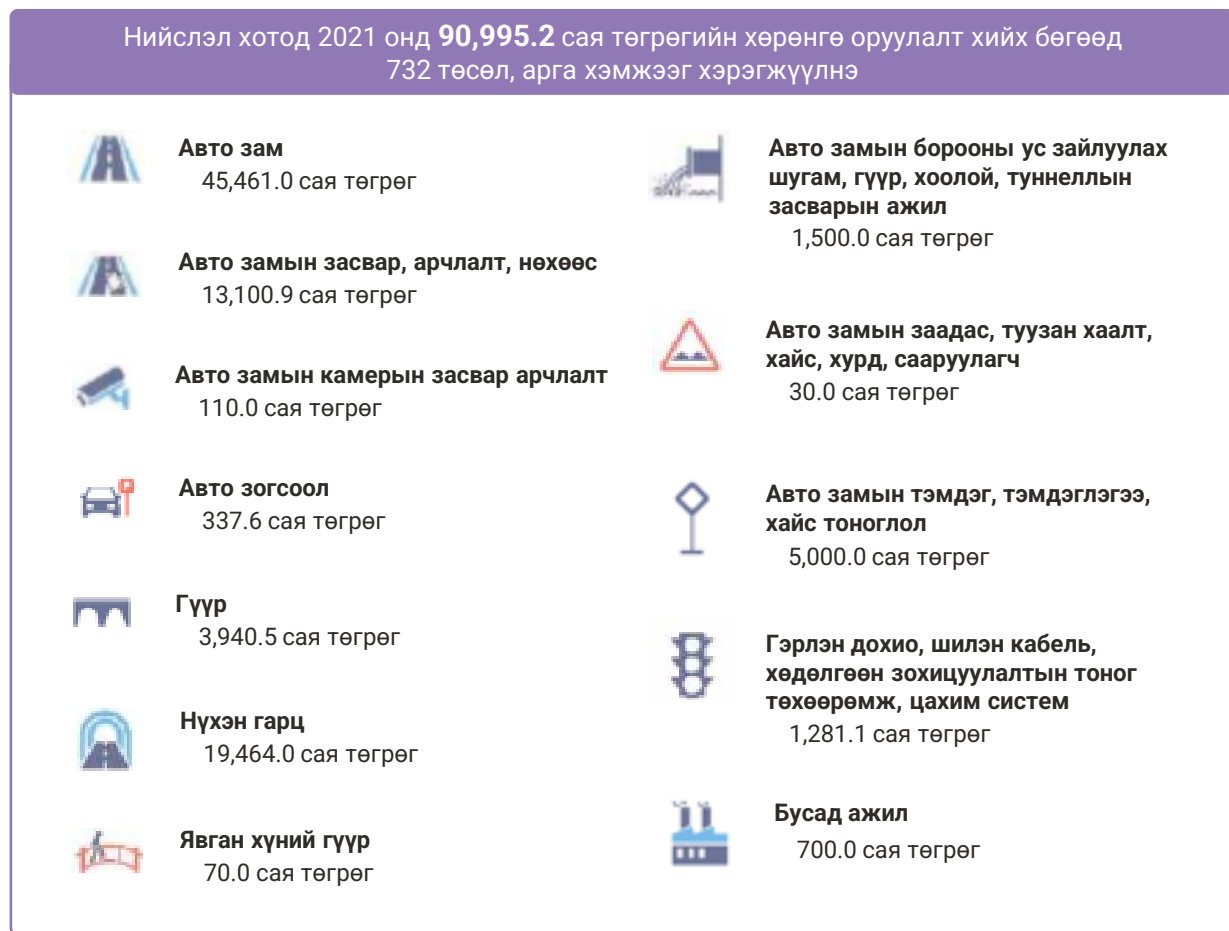 Нийслэл хотод 2021 онд 90,995.2 сая төгрөгийн хөрөнгө оруулалт хийх бөгөөд
732 төсөл, арга хэмжээг хэрэгжүүлнэ
Авто зам
45,461.0 сая төгрөг
Авто замын засвар, арчлалт, нөхөөс
13,100.9 сая төгрөг
Авто замын камерын засвар арчлалт
110.0 сая төгрөг
Авто зогсоол
337.6 сая төгрөг
Гүүр
3,940.5 сая төгрөг
Нүхэн гарц
19,464.0 сая төгрөг
Явган хүний гүүр
70.0 сая төгрөг
Авто замын борооны ус зайлуулах
шугам, гүүр, хоолой, туннеллын
засварын ажил
1,500.0 сая төгрөг
Авто замын заадас, туузан хаалт,
хайс, хурд, сааруулагч
30.0 сая төгрөг
Авто замын тэмдэг, тэмдэглэгээ,
хайс тоноглол
5,000.0 сая төгрөг
Гэрлэн дохио, шилэн кабель,
хөдөлгөөн зохицуулалтын тоног
төхөөрөмж, цахим систем
1,281.1 сая төгрөг
Бусад ажил
700.0 сая төгрөг